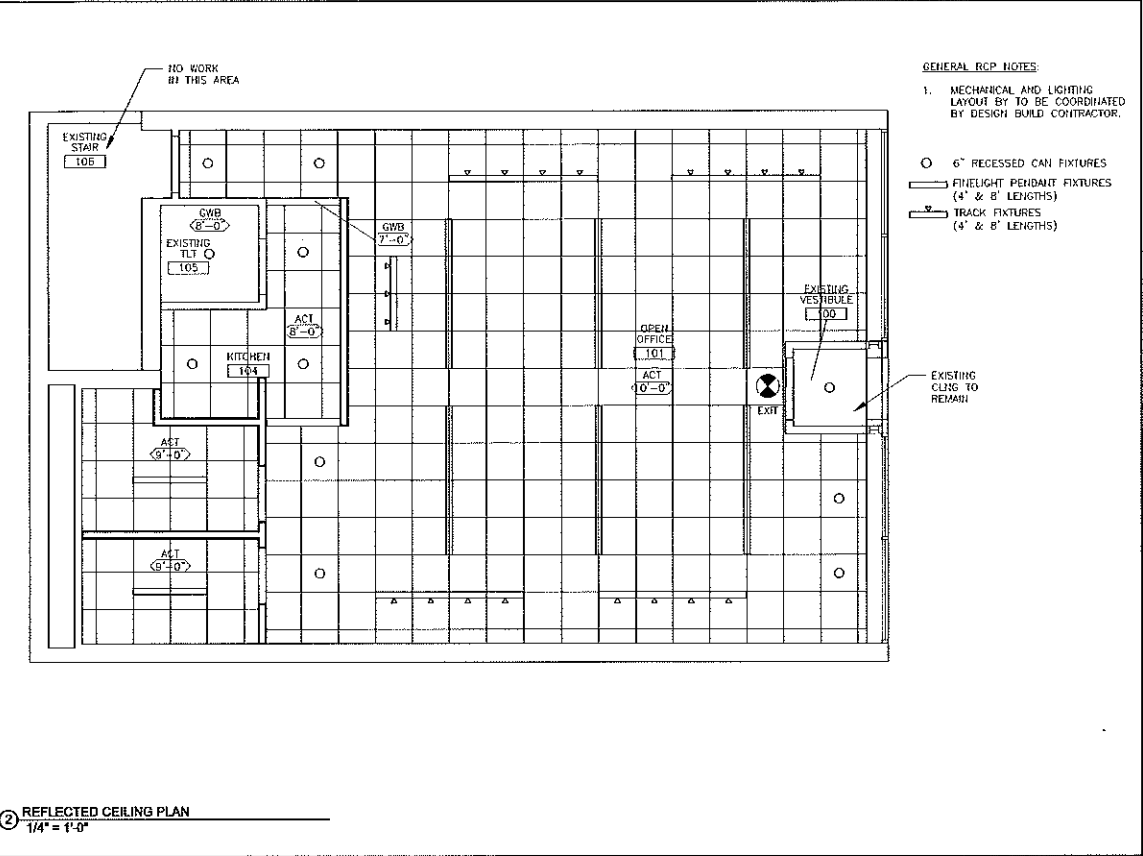 NO WORK
IN THIS AREA
GENERAL RCP NOTES:
1. MECHANICAL AND LIGHTING
LAYOUT BY TO BE COORDINATED
BY DESIGN BUILD CONTRACTOR.
6" RECESSED CAN FIXTURES
FINELIGHT PENDANT FIXTURES
(4' & 8' LENGTHS)
TRACK FIXTURES
(4' & 8' LENGTHS)
EXISTING
STAIR
106
GWB
8'-0"
EXISTING
TLT
105
GWB
7'-0"
ACT
8'-0"
KITCHEN
104
EXISTING
VESTIBULE
100
OPEN
OFFICE
101
ACT
10'-0"
EXIT
EXISTING
CLNG TO
REMAIN
ACT
9'-0"
ACT
9'-0"
2 REFLECTED CEILING PLAN
1/4" = 1'-0"